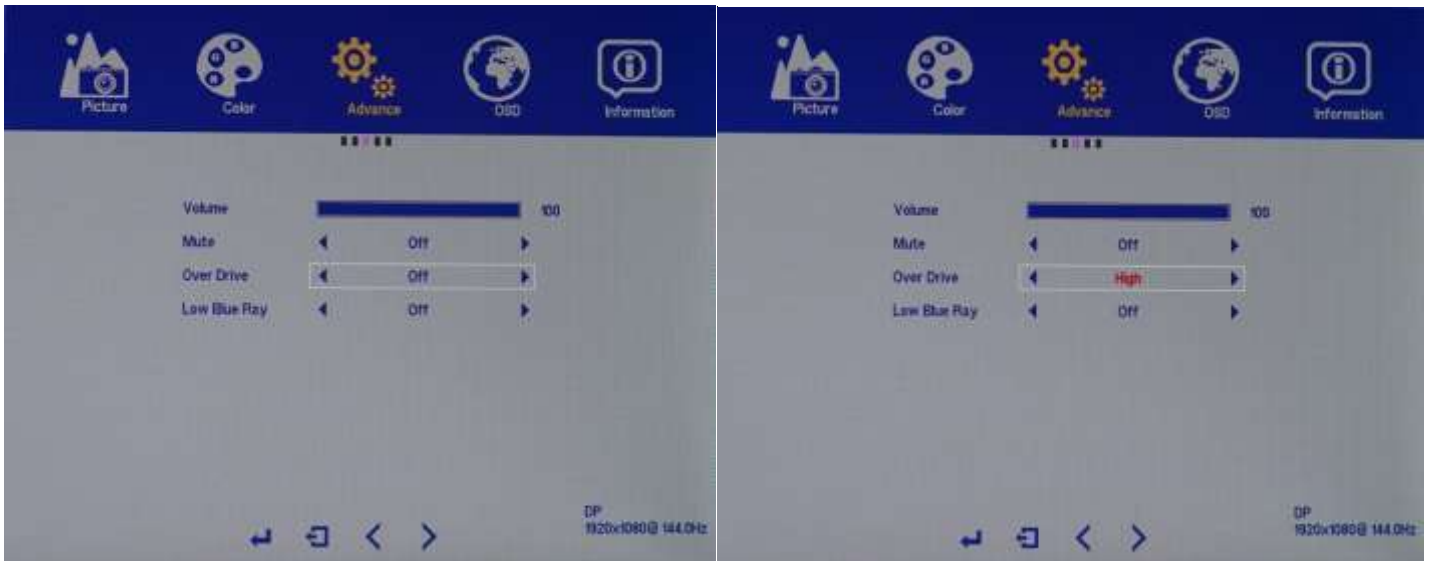 Picture Color Advance OSD Information
Volume 100
Mute Off
Over Drive Off
Low Blue Ray Off
DP
1920x1080@ 144.0Hz
Picture Color Advance OSD Information
Volume 100
Mute Off
Over Drive High
Low Blue Ray Off
DP
1920x1080@ 144.0Hz